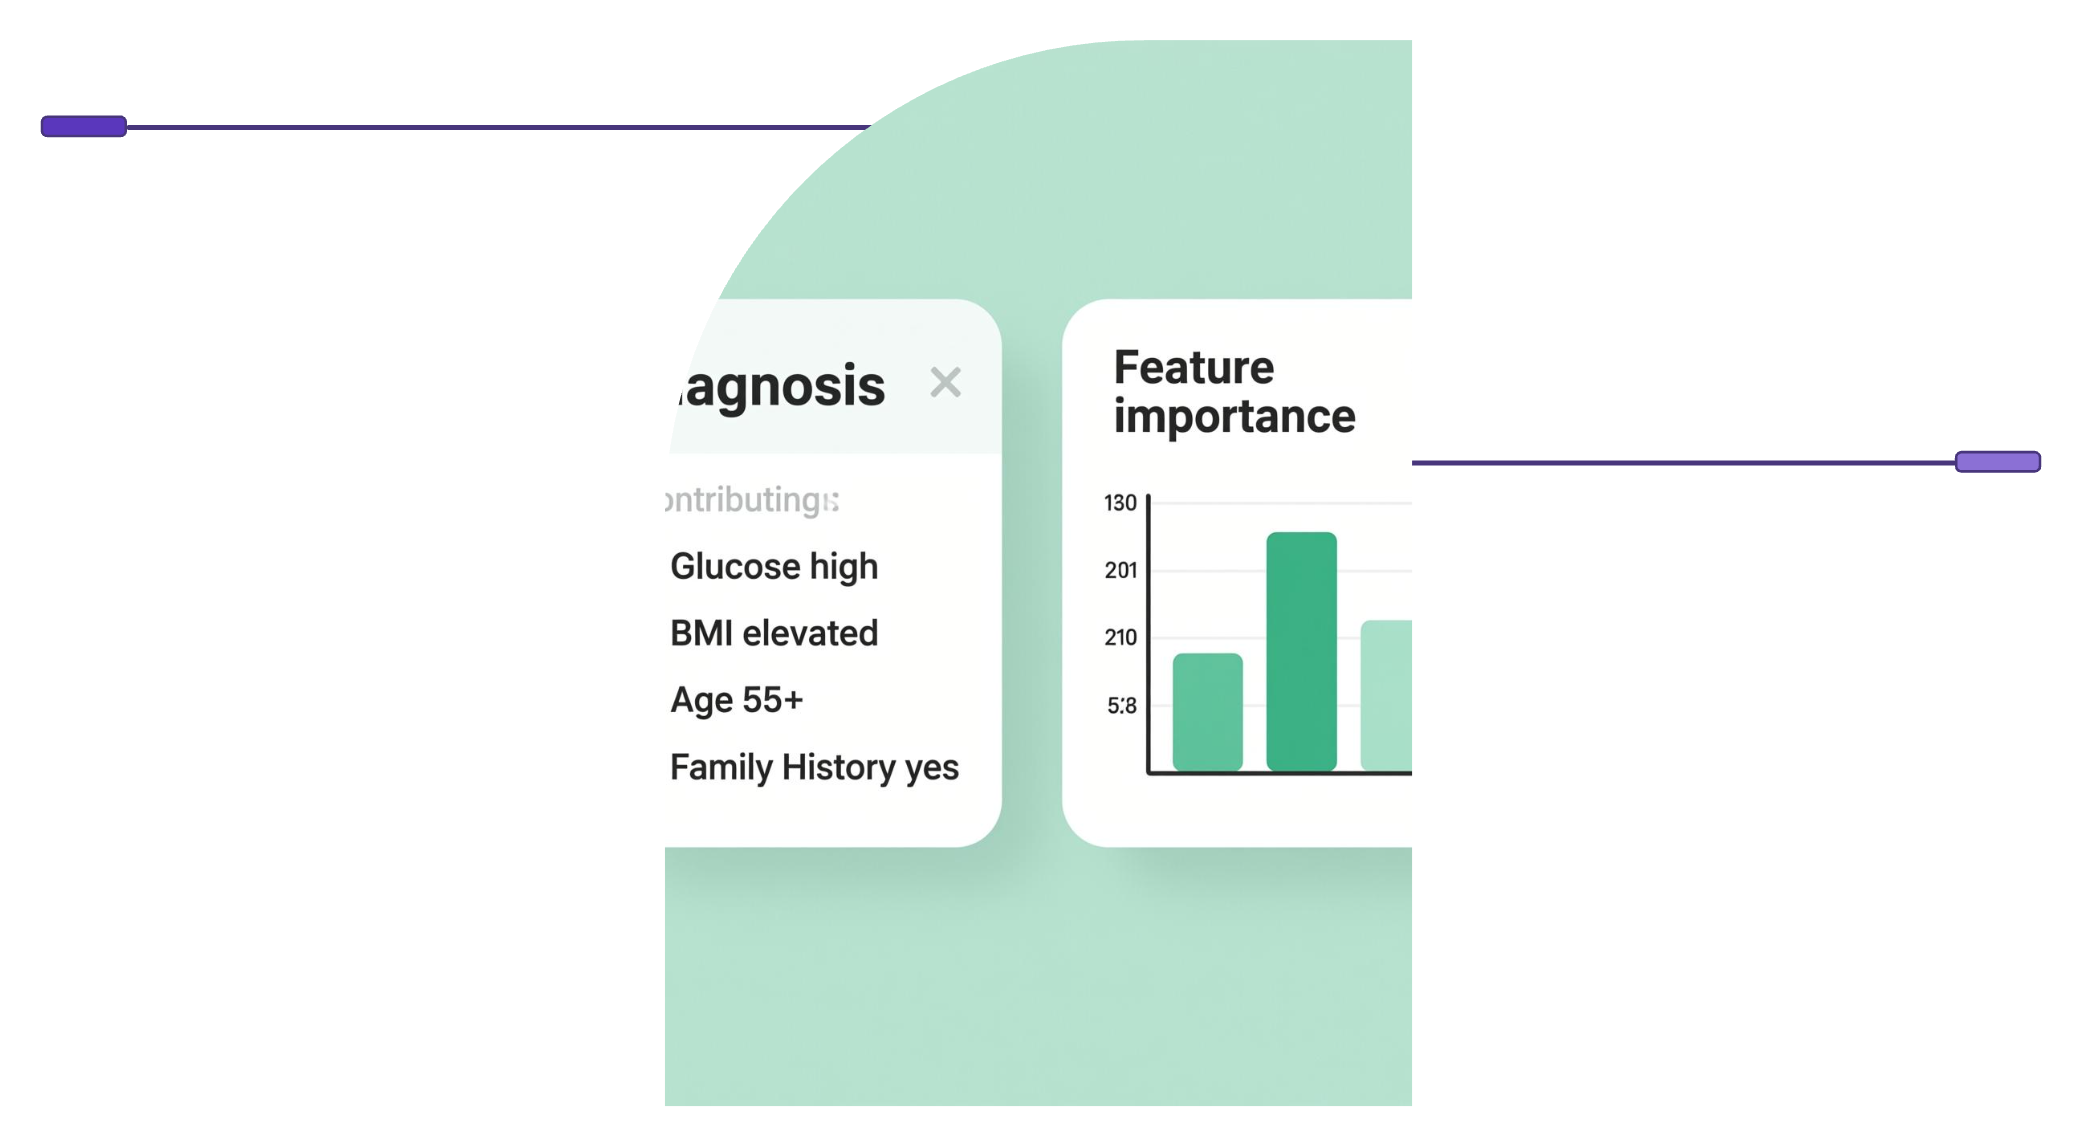 agnosis
ontributing
Glucose high
BMI elevated
Age 55+
Family History yes
Feature
importance
130
201
210
5:8